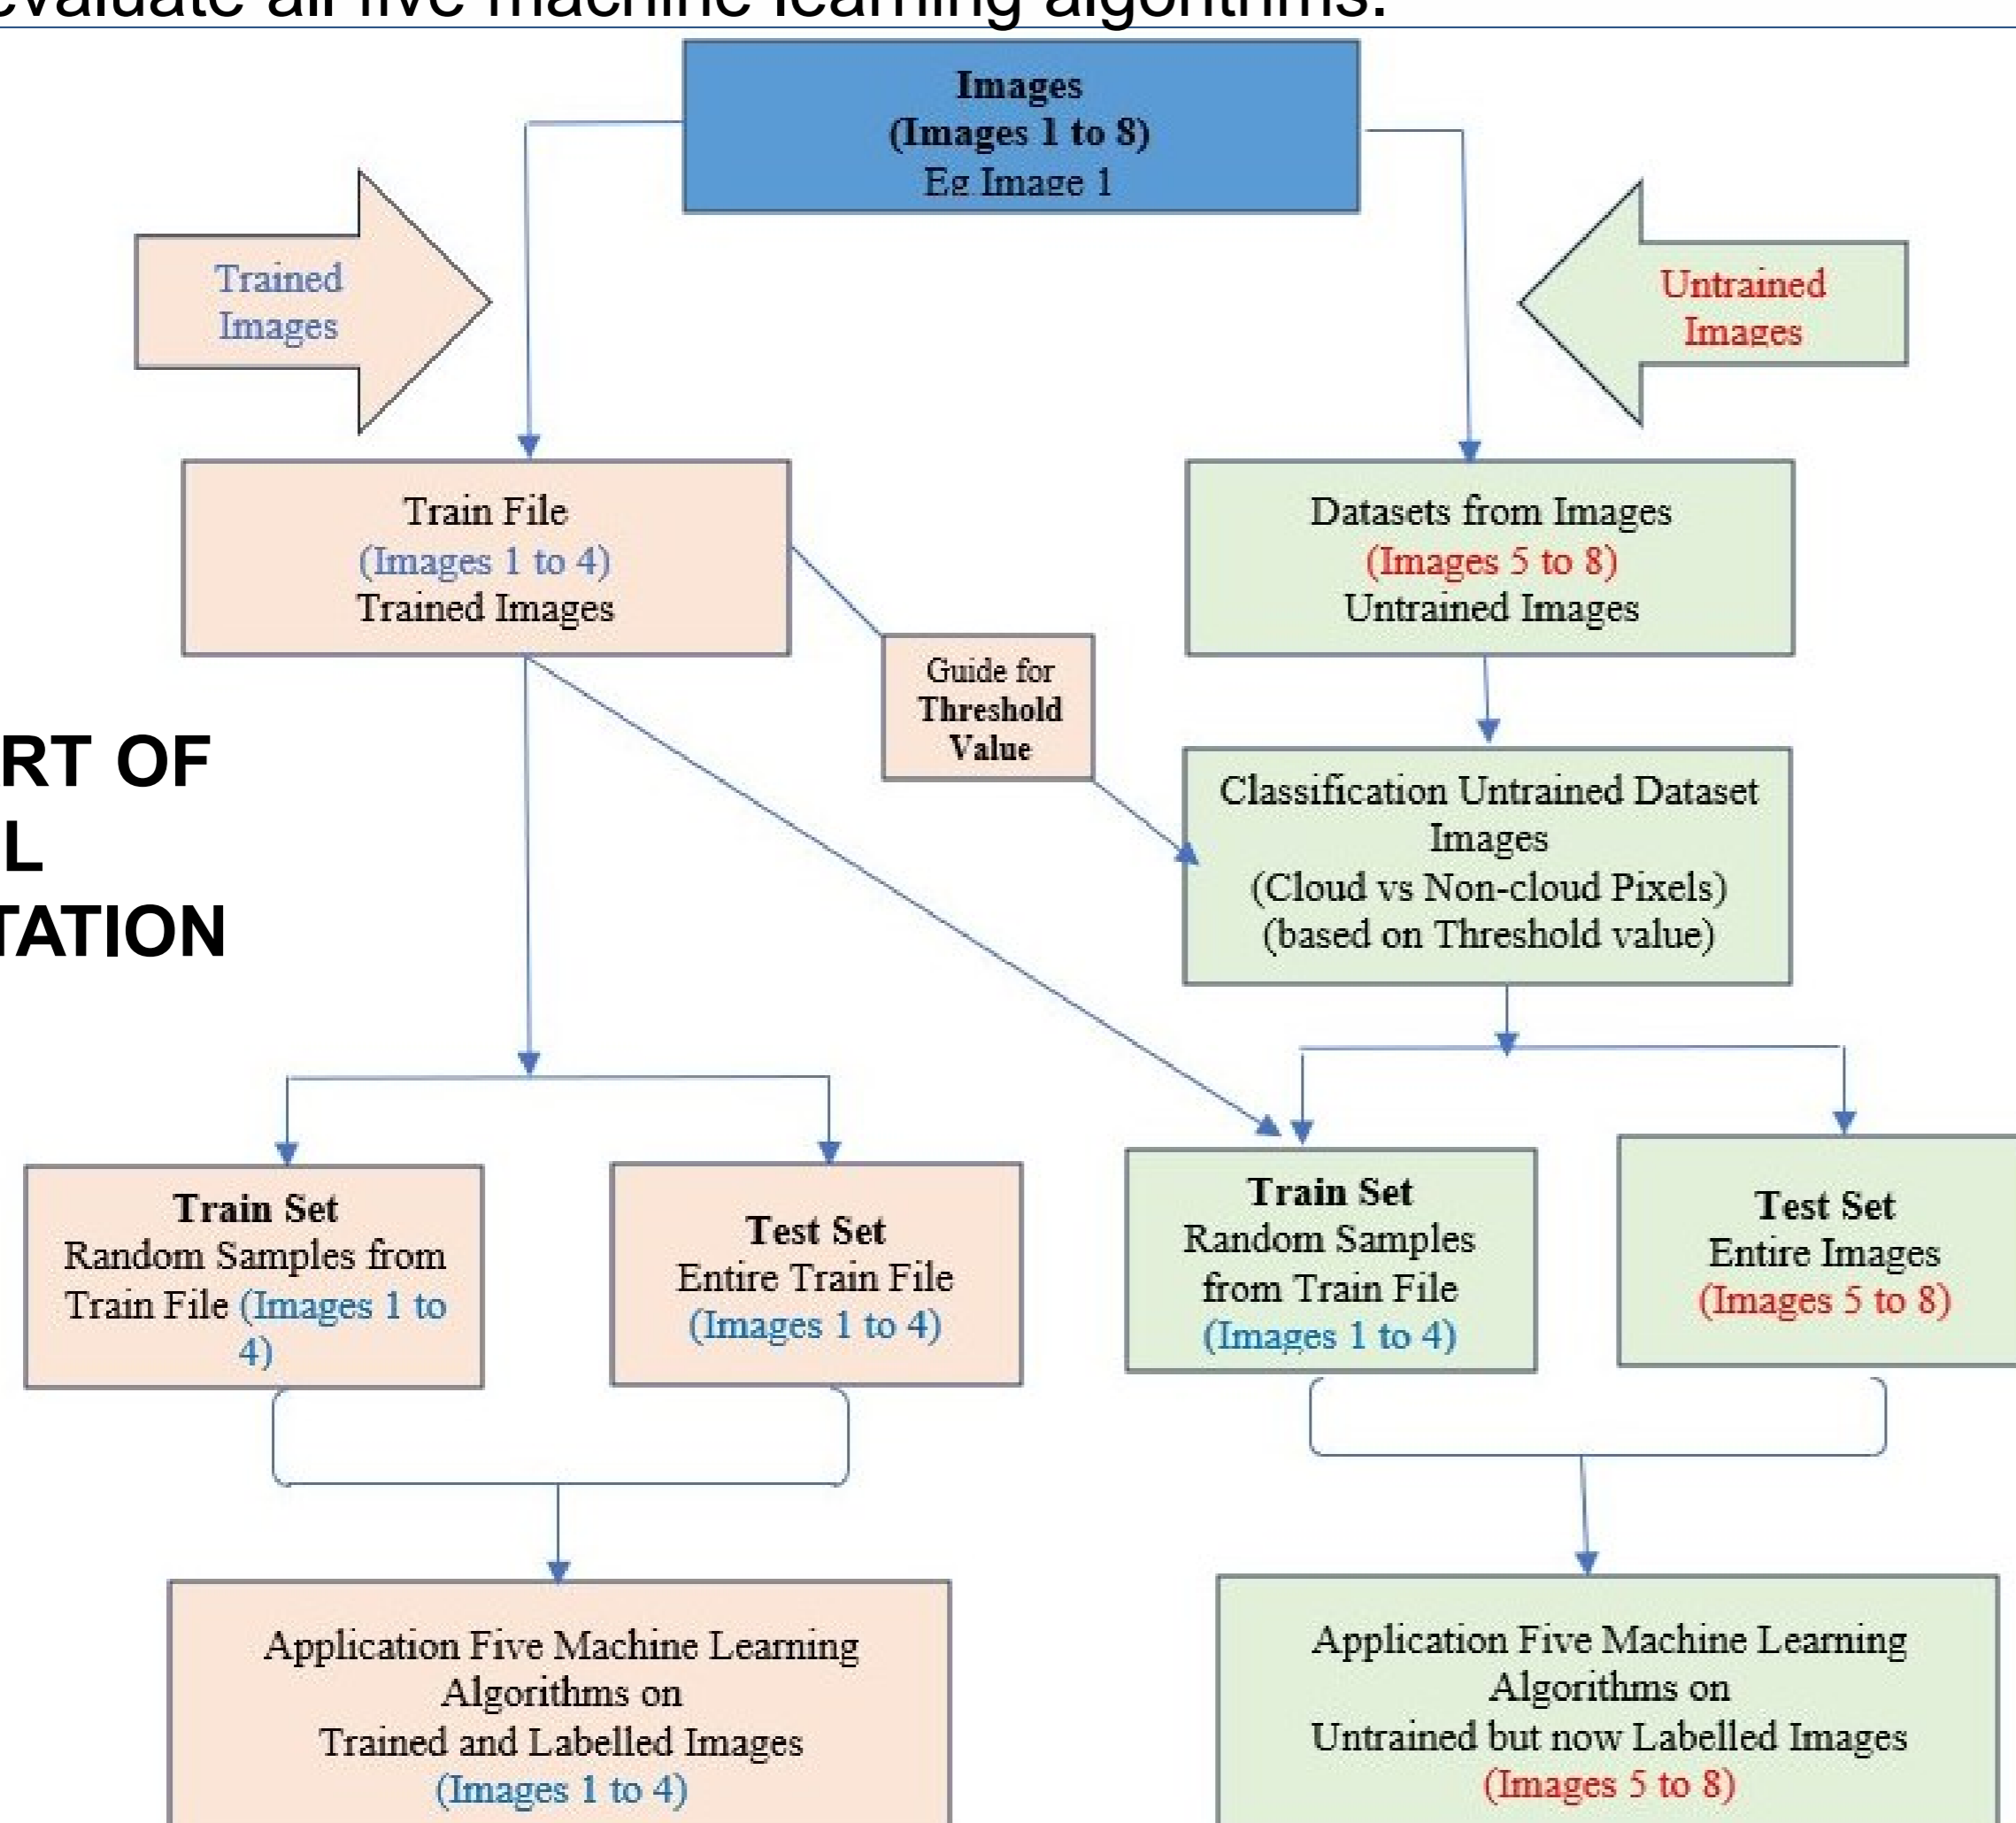 evaluate all five machine learning algorithms.
Images
(Images 1 to 8)
Eg Image 1
Trained
Images
Untrained
Images
Train File
(Images 1 to 4)
Trained Images
Datasets from Images
(Images 5 to 8)
Untrained Images
Guide for
Threshold
Value
RT OF
L
TATION
Classification Untrained Dataset
Images
(Cloud vs Non-cloud Pixels)
(based on Threshold value)
Train Set
Random Samples from
Train File (Images 1 to
4)
Test Set
Entire Train File
(Images 1 to 4)
Train Set
Random Samples
from Train File
(Images 1 to 4)
Test Set
Entire Images
(Images 5 to 8)
Application Five Machine Learning
Algorithms on
Trained and Labelled Images
(Images 1 to 4)
Application Five Machine Learning
Algorithms on
Untrained but now Labelled Images
(Images 5 to 8)